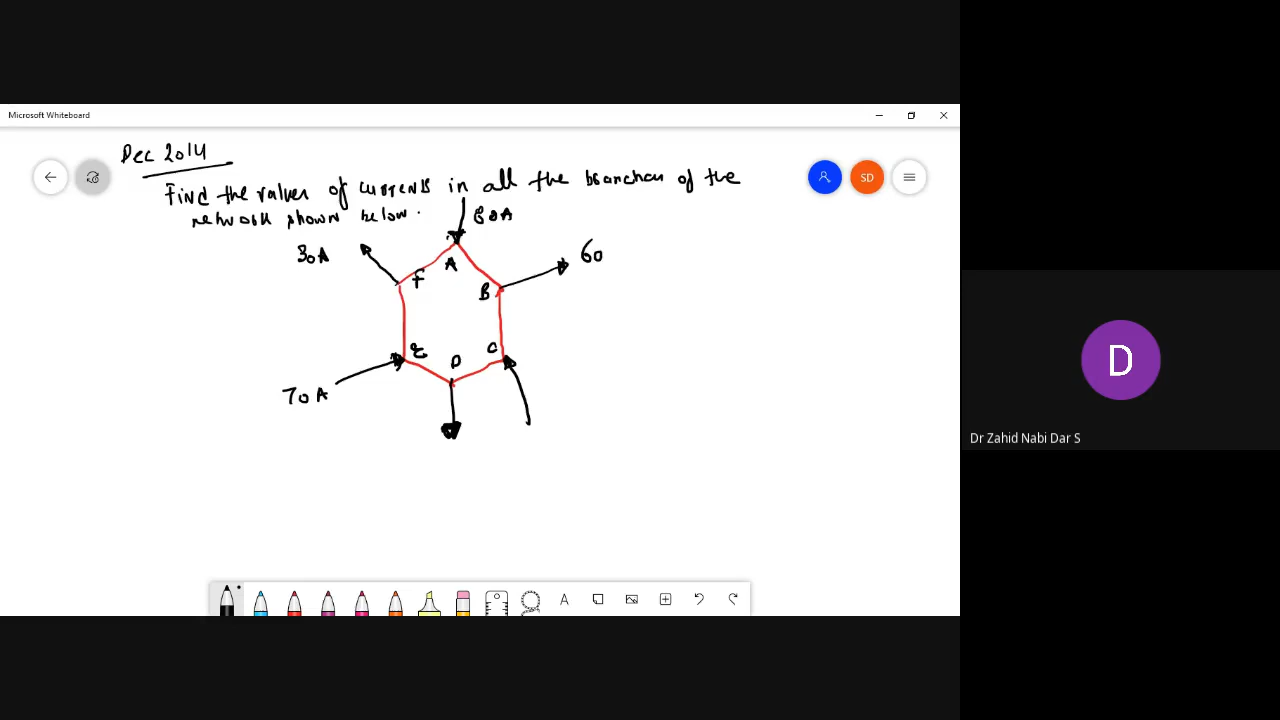 Microsoft Whiteboard
Dec 2014
SD
Find the values of currents in all the branches of the
network shown below.
80A
30A
60
A
F
B
E
D
C
70A
D
Dr Zahid Nabi Dar S
A